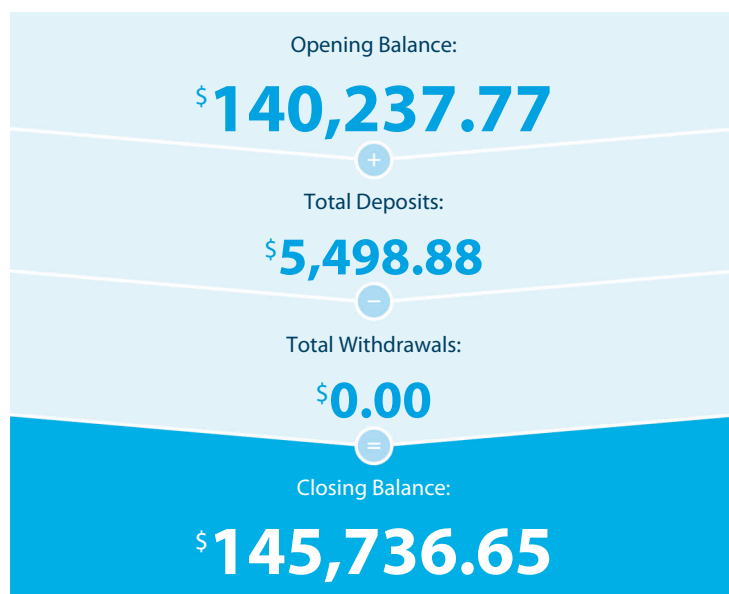 Opening Balance:
$140,237.77
+
Total Deposits:
$5,498.88
−
Total Withdrawals:
$0.00
=
Closing Balance:
$145,736.65